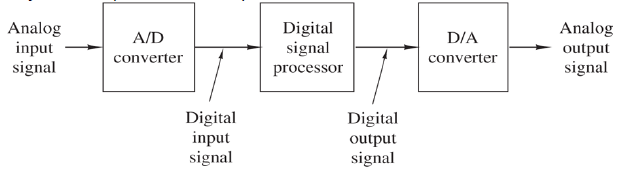 Analog
input
signal
A/D
converter
Digital
signal
processor
D/A
converter
Analog
output
signal
Digital
input
signal
Digital
output
signal